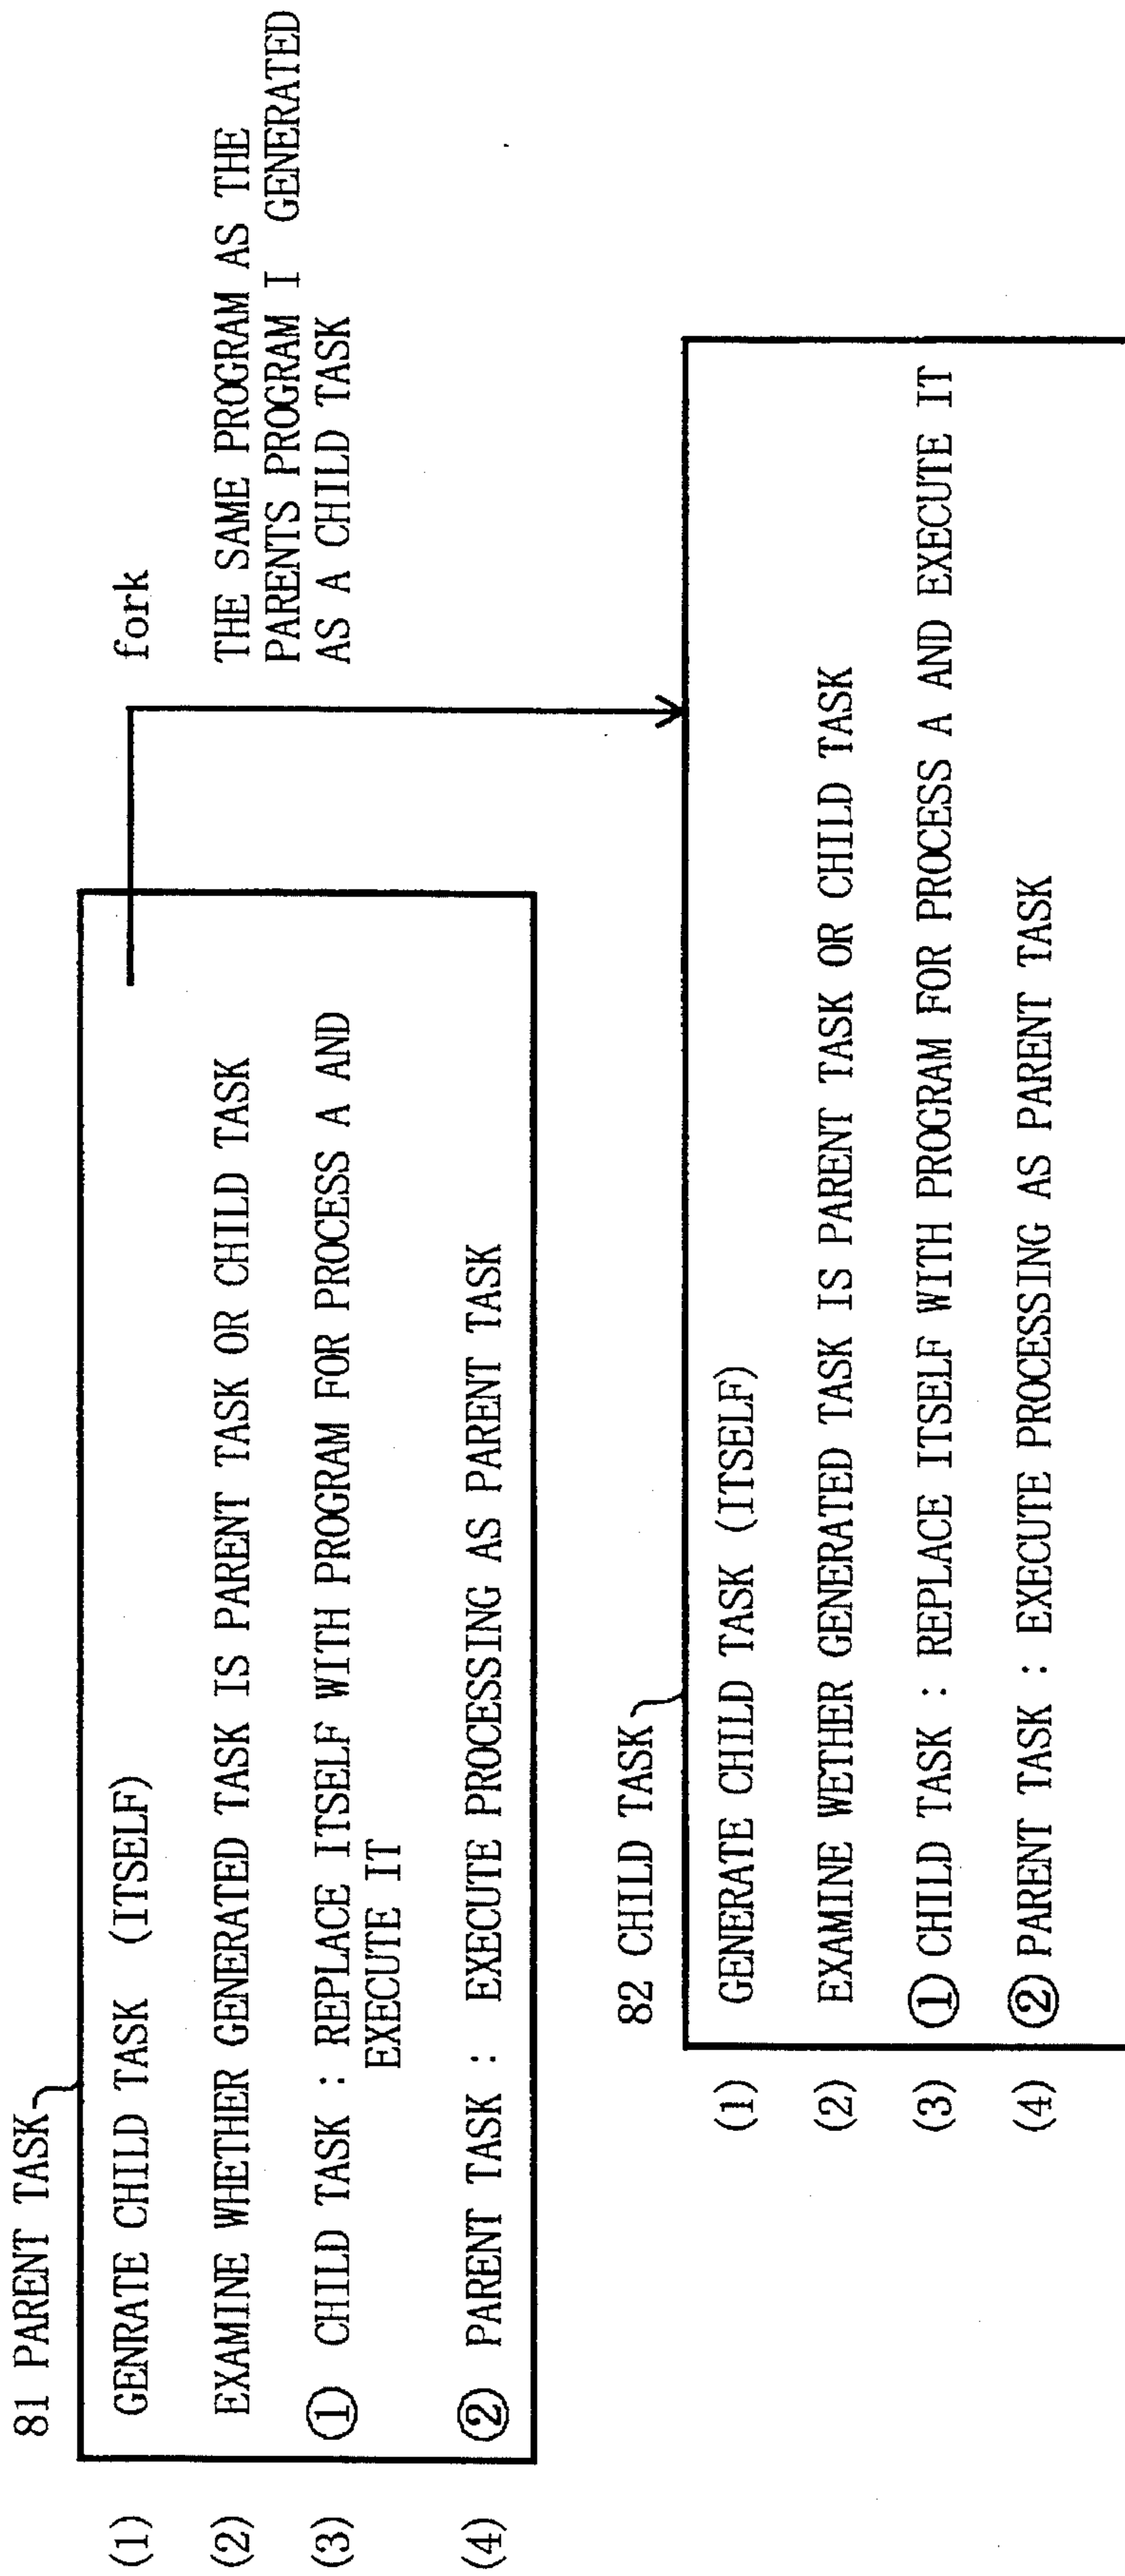 81 PARENT TASK
(1) GENRATE CHILD TASK (ITSELF)
fork
(2) EXAMINE WHETHER GENERATED TASK IS PARENT TASK OR CHILD TASK
(3) ① CHILD TASK : REPLACE ITSELF WITH PROGRAM FOR PROCESS A AND
EXECUTE IT
(4) ② PARENT TASK : EXECUTE PROCESSING AS PARENT TASK
THE SAME PROGRAM AS THE
PARENTS PROGRAM I GENERATED
AS A CHILD TASK
82 CHILD TASK
(1) GENERATE CHILD TASK (ITSELF)
(2) EXAMINE WETHER GENERATED TASK IS PARENT TASK OR CHILD TASK
(3) ① CHILD TASK : REPLACE ITSELF WITH PROGRAM FOR PROCESS A AND EXECUTE IT
(4) ② PARENT TASK : EXECUTE PROCESSING AS PARENT TASK